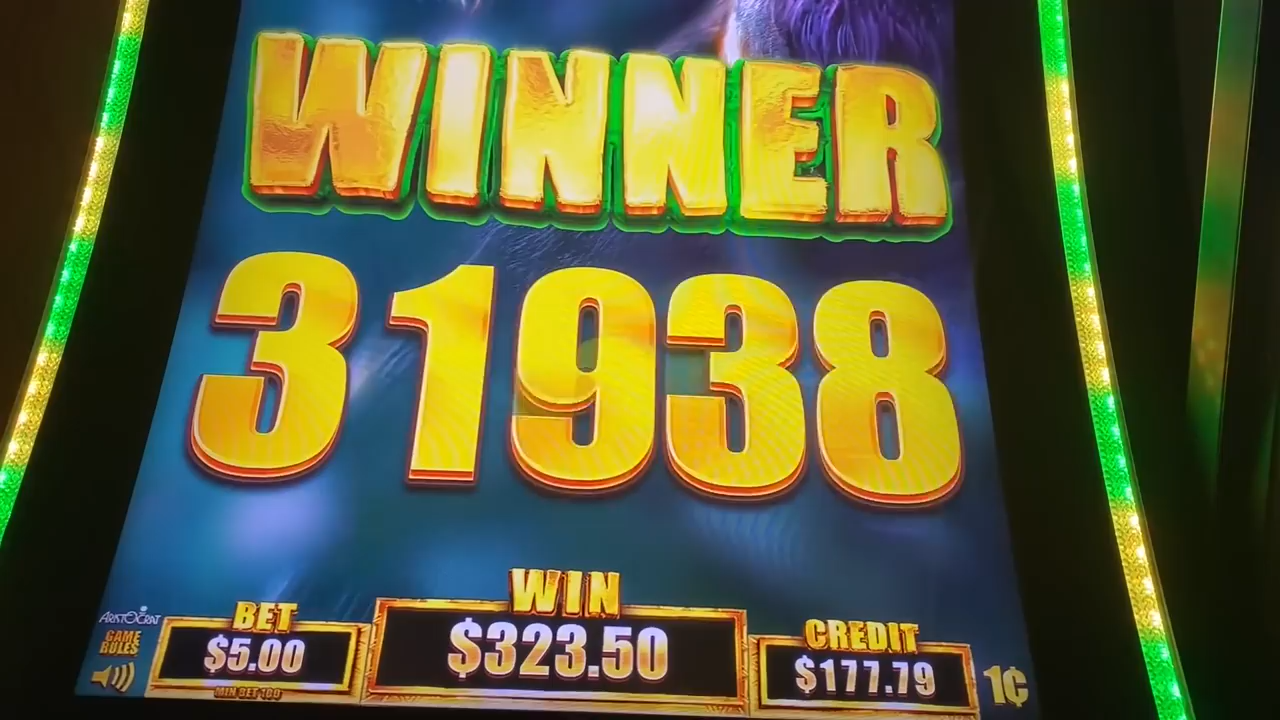 WINNER
31938
WIN
$323.50
BET
$5.00
MIN BET 100
CREDIT
$177.79
1¢
ARISTOCRAT
GAME
RULES